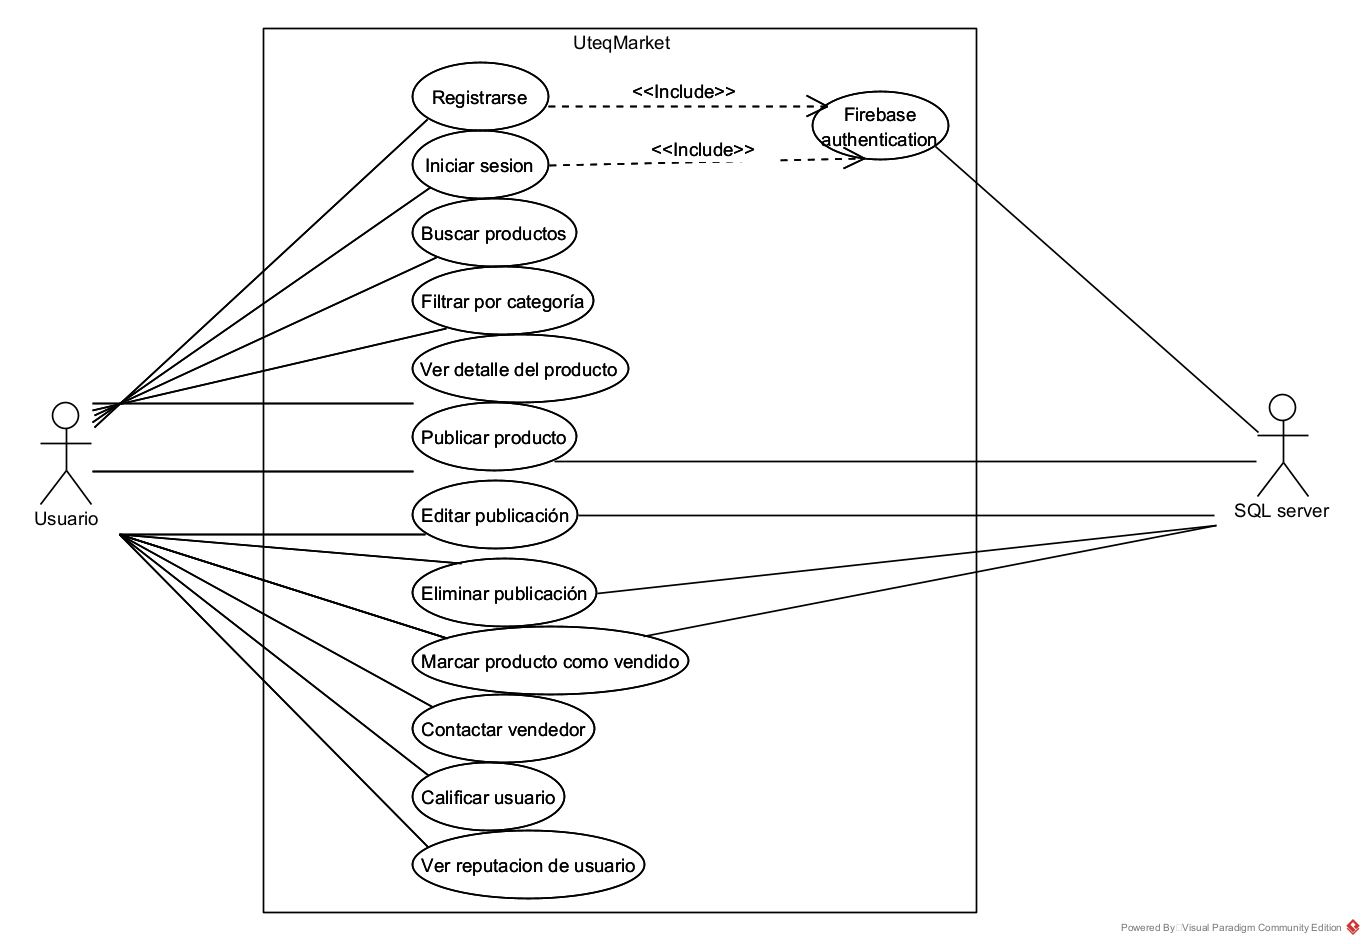 UteqMarket
Registrarse
<<Include>>
Firebase
authentication
Iniciar sesion
<<Include>>
Buscar productos
Filtrar por categoría
Ver detalle del producto
Publicar producto
Usuario
SQL server
Editar publicación
Eliminar publicación
Marcar producto como vendido
Contactar vendedor
Calificar usuario
Ver reputacion de usuario
Powered By Visual Paradigm Community Edition